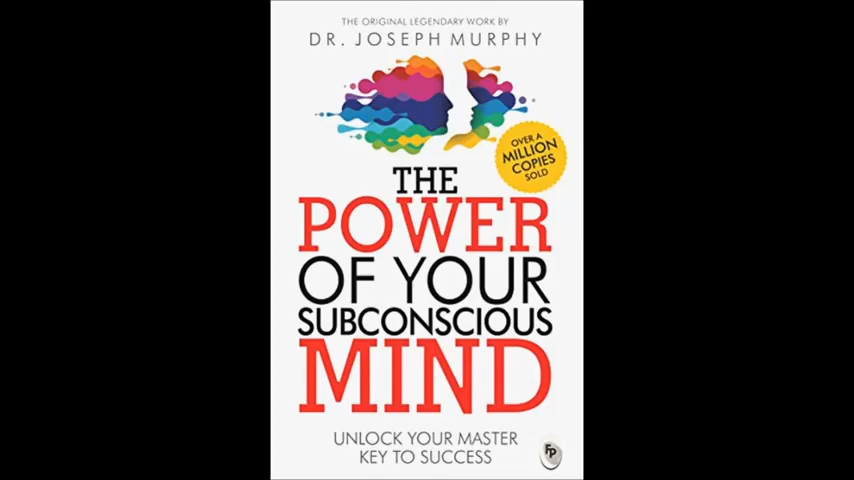 THE ORIGINAL LEGENDARY WORK BY
DR. JOSEPH MURPHY
OVER A
MILLION
COPIES
SOLD
THE
POWER
OF YOUR
SUBCONSCIOUS
MIND
UNLOCK YOUR MASTER
KEY TO SUCCESS
FP